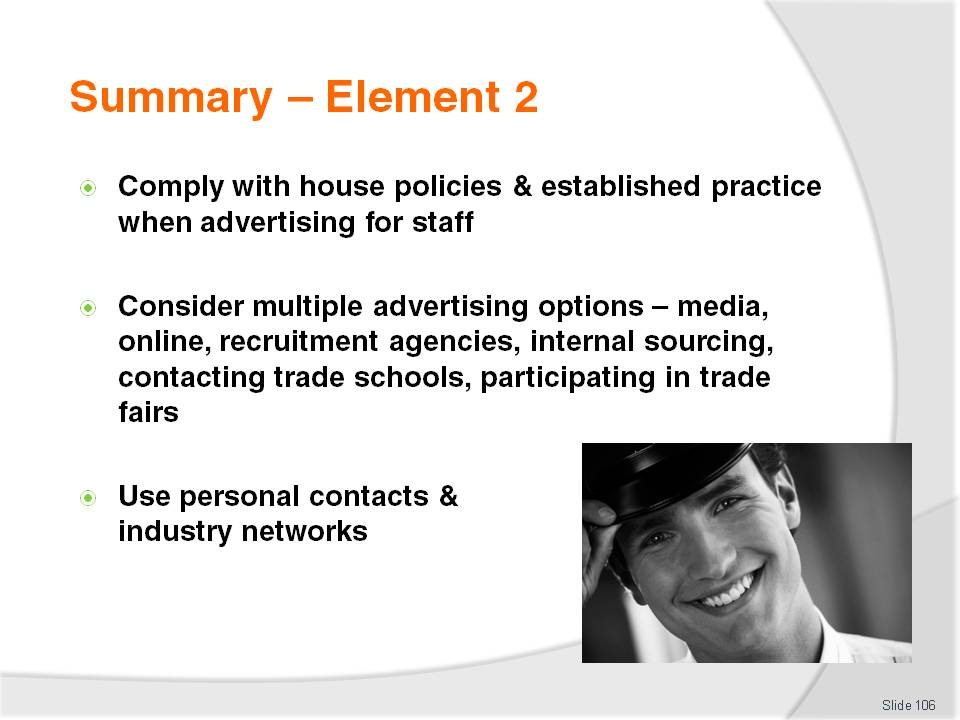 Summary – Element 2
Comply with house policies & established practice
when advertising for staff
Consider multiple advertising options – media,
online, recruitment agencies, internal sourcing,
contacting trade schools, participating in trade
fairs
Use personal contacts &
industry networks
Slide 106